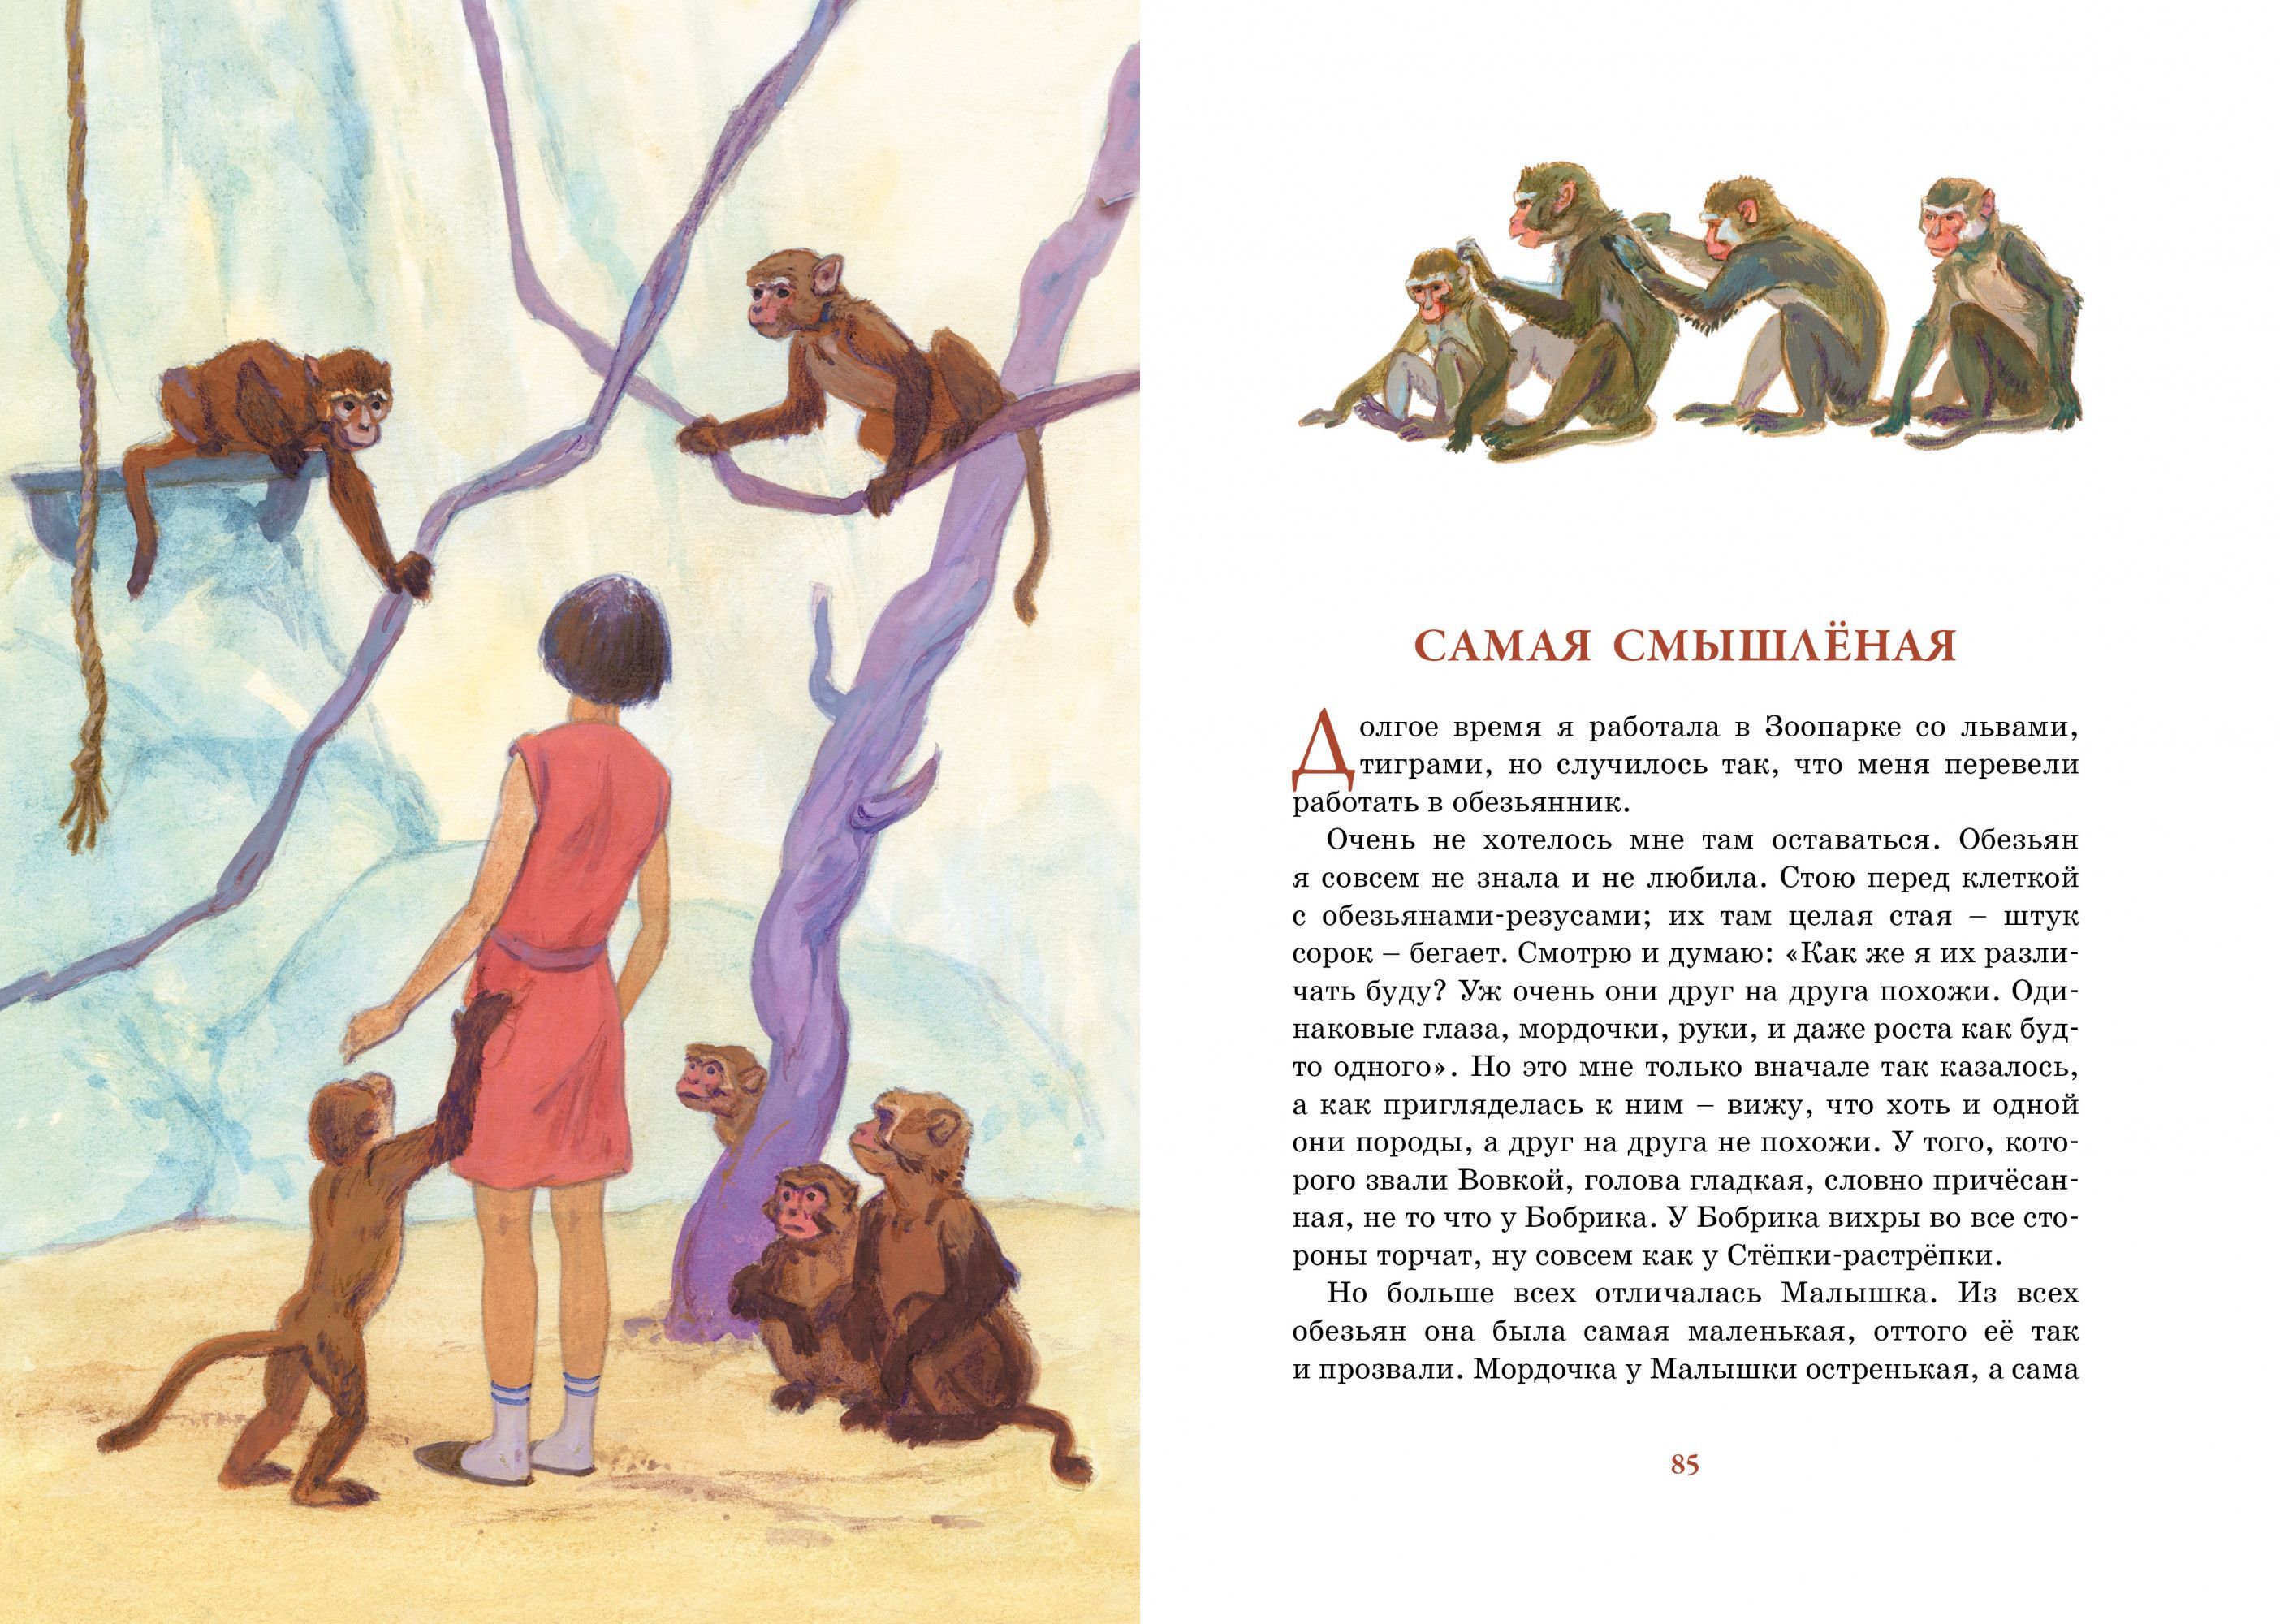 САМАЯ СМЫШЛЁНАЯ
Долгое время я работала в Зоопарке со львами,
тиграми, но случилось так, что меня перевели
работать в обезьянник.
Очень не хотелось мне там оставаться. Обезьян
я совсем не знала и не любила. Стою перед клеткой
с обезьянами-резусами; их там целая стая – штук
сорок – бегает. Смотрю и думаю: «Как же я их разли-
чать буду? Уж очень они друг на друга похожи. Оди-
наковые глаза, мордочки, руки, и даже роста как буд-
то одного». Но это мне только вначале так казалось,
а как пригляделась к ним – вижу, что хоть и одной
они породы, а друг на друга не похожи. У того, кото-
рого звали Вовкой, голова гладкая, словно причёсан-
ная, не то что у Бобрика. У Бобрика вихры во все сто-
роны торчат, ну совсем как у Стёпки-растрёпки.
Но больше всех отличалась Малышка. Из всех
обезьян она была самая маленькая, оттого её так
и прозвали. Мордочка у Малышки остренькая, а сама
85